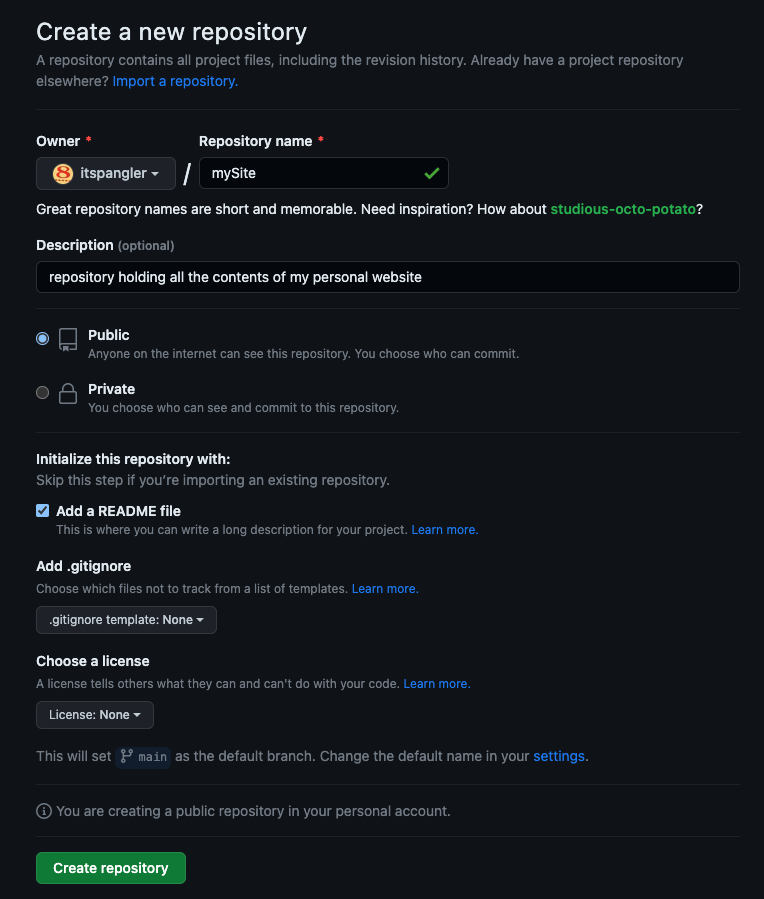 Create a new repository
A repository contains all project files, including the revision history. Already have a project repository
elsewhere? Import a repository.
Owner * Repository name *
8 itspangler / mySite
Great repository names are short and memorable. Need inspiration? How about studious-octo-potato?
Description (optional)
repository holding all the contents of my personal website
Public
Anyone on the internet can see this repository. You choose who can commit.
Private
You choose who can see and commit to this repository.
Initialize this repository with:
Skip this step if you’re importing an existing repository.
Add a README file
This is where you can write a long description for your project. Learn more.
Add .gitignore
Choose which files not to track from a list of templates. Learn more.
.gitignore template: None
Choose a license
A license tells others what they can and can't do with your code. Learn more.
License: None
This will set main as the default branch. Change the default name in your settings.
You are creating a public repository in your personal account.
Create repository